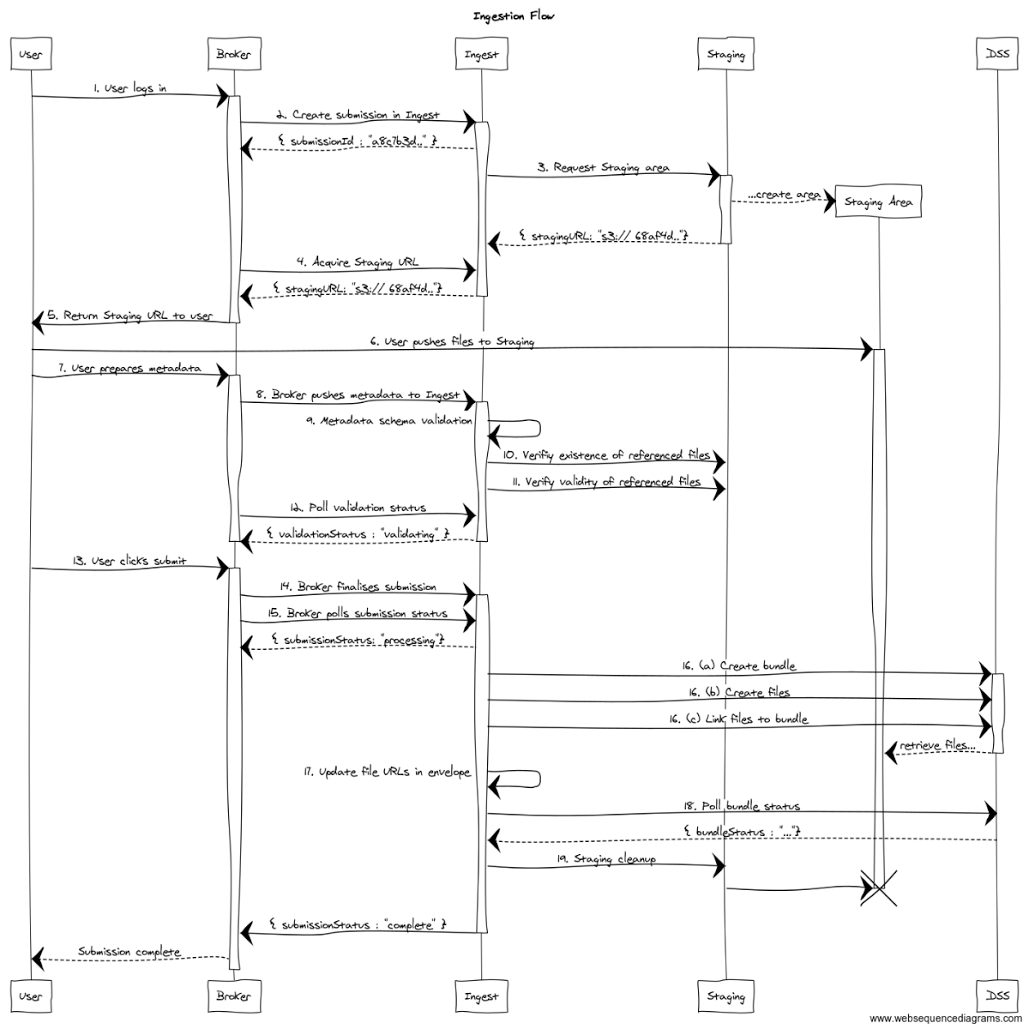 Ingestion Flow
User
Broker
Ingest
Staging
DSS
1. User logs in
2. Create submission in Ingest
{ submissionId : "a8c7b3d.." }
3. Request Staging area
...create area
Staging Area
{ stagingURL: "s3:// 68af4d.."}
4. Acquire Staging URL
{ stagingURL: "s3:// 68af4d.."}
5. Return Staging URL to user
6. User pushes files to Staging
7. User prepares metadata
8. Broker pushes metadata to Ingest
9. Metadata schema validation
10. Verifiy existence of referenced files
11. Verify validity of referenced files
12. Poll validation status
{ validationStatus : "validating" }
13. User clicks submit
14. Broker finalises submission
15. Broker polls submission status
{ submissionStatus: "processing"}
16. (a) Create bundle
16. (b) Create files
16. (c) Link files to bundle
retrieve files...
17. Update file URLs in envelope
18. Poll bundle status
{ bundleStatus : "..."}
19. Staging cleanup
{ submissionStatus : "complete" }
Submission complete
User
Broker
Ingest
Staging
DSS
www.websequencediagrams.com